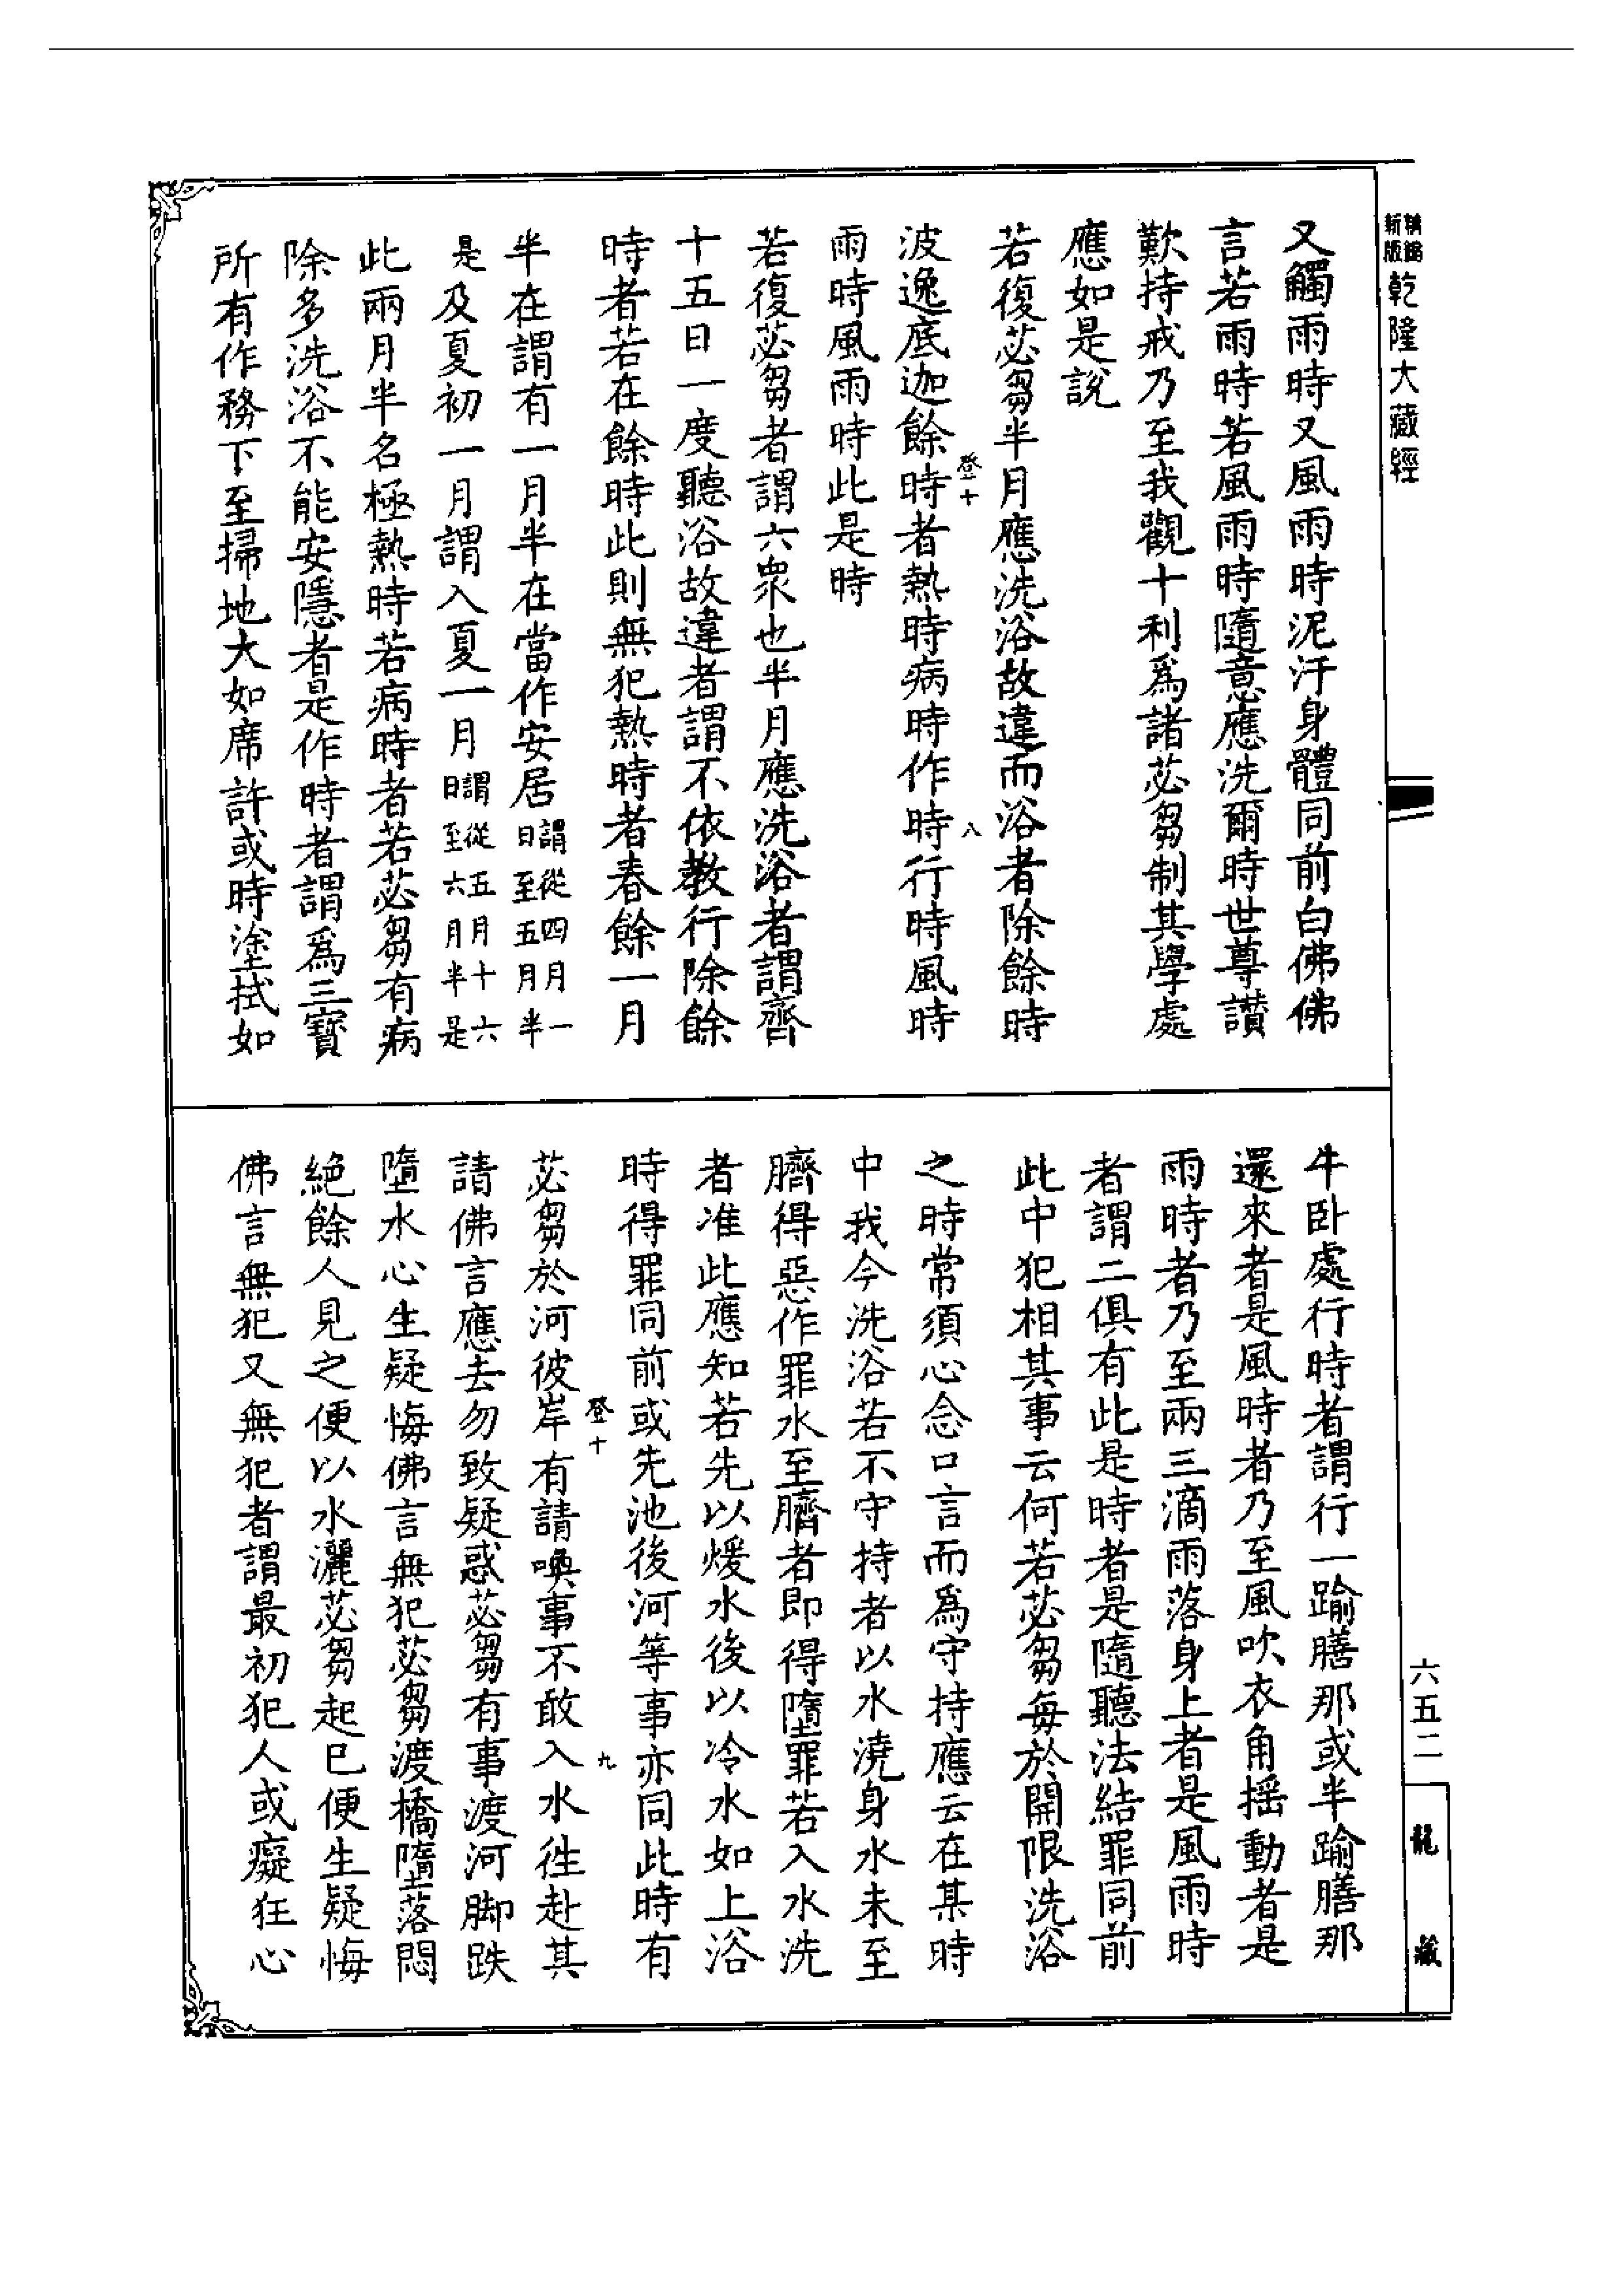 新版精編乾隆大藏經
又觸雨時又風雨時泥汙身體同前白佛佛
言若雨時若風雨時隨意應洗爾時世尊讚
歎持戒乃至我觀十利爲諸苾芻制其學處
應如是說
若復苾芻半月應洗浴故違而浴者除餘時
登十
八
波逸底迦餘時者熱時病時作時行時風時
雨時風雨時此是時
若復苾芻者謂六衆也半月應洗浴者謂齊
十五日一度聽浴故違者謂不依教行除餘
時者若在餘時此則無犯熱時者春餘一月
半在謂有一月半在當作安居謂從四月一日至五月半
是及夏初一月謂入夏一月謂從五月十六日至六月半是
此兩月半名極熱時若病時者若苾芻有病
除多洗浴不能安隱者是作時者謂爲三寶
所有作務下至掃地大如席許或時塗拭如
牛卧處行時者謂行一踰膳那或半踰膳那
還來者是風時者乃至風吹衣角摇動者是
雨時者乃至兩三滴雨落身上者是風雨時
者謂二俱有此是時者是隨聽法結罪同前
此中犯相其事云何若苾芻每於開限洗浴
之時常須心念口言而爲守持應云在某時
中我今洗浴若不守持者以水澆身水未至
臍得惡作罪水至臍者即得墮罪若入水洗
者准此應知若先以煖水後以冷水如上浴
時得罪同前或先池後河等事亦同此時有
登十
九
苾芻於河彼岸有請喚事不敢入水往赴其
請佛言應去勿致疑惑苾芻有事渡河脚跌
墮水心生疑悔佛言無犯苾芻渡橋墮落悶
絕餘人見之便以水灑苾芻起已便生疑悔
佛言無犯又無犯者謂最初犯人或癡狂心
六五二
龍藏